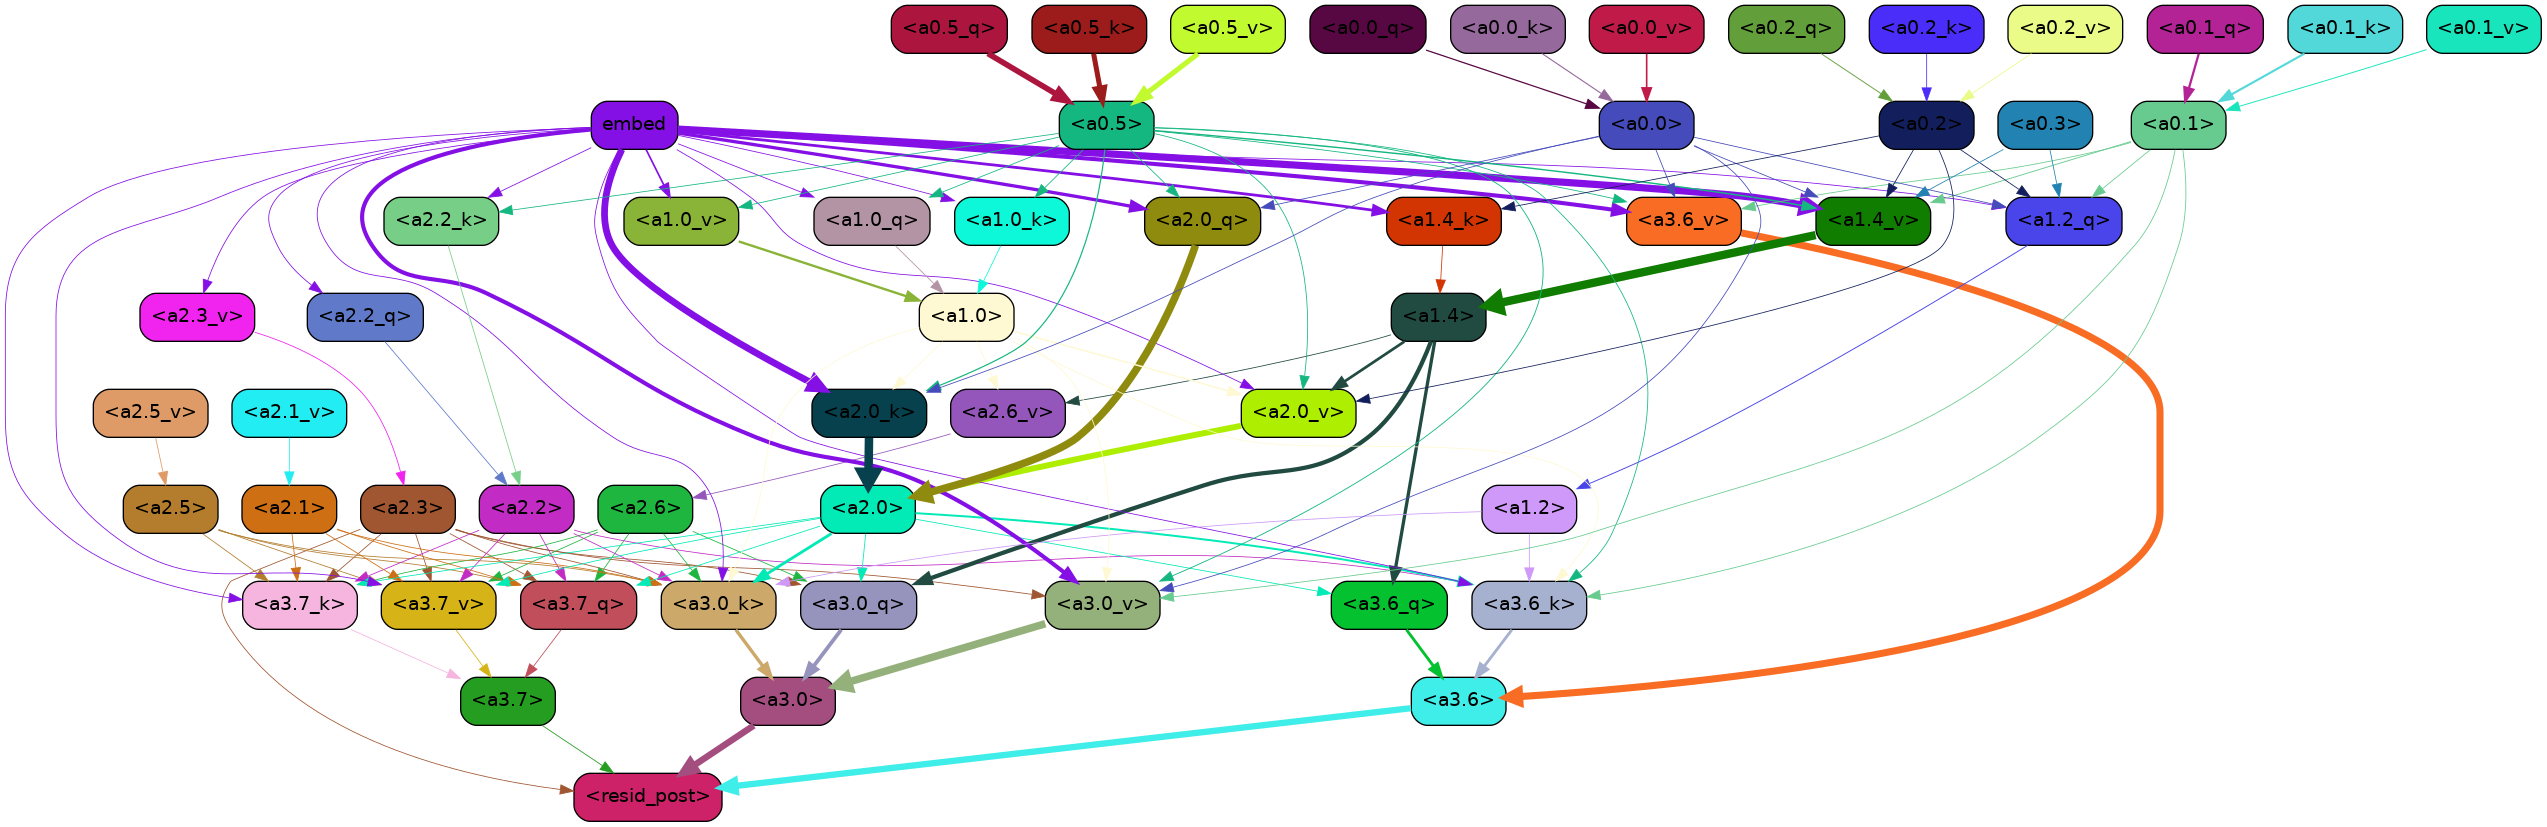 <a0.5_q> <a0.5_k> <a0.5_v> <a0.0_q> <a0.0_k> <a0.0_v> <a0.2_q> <a0.2_k> <a0.2_v> <a0.1_q> <a0.1_k> <a0.1_v>
embed <a0.5> <a0.0> <a0.2> <a0.3> <a0.1>
<a2.2_k> <a1.0_v> <a1.0_q> <a1.0_k> <a2.0_q> <a1.4_k> <a3.6_v> <a1.4_v> <a1.2_q>
<a2.3_v> <a2.2_q> <a1.0> <a1.4>
<a2.5_v> <a2.1_v> <a2.0_k> <a2.6_v> <a2.0_v>
<a2.5> <a2.1> <a2.3> <a2.2> <a2.6> <a2.0> <a1.2>
<a3.7_k> <a3.7_v> <a3.7_q> <a3.0_k> <a3.0_q> <a3.0_v> <a3.6_q> <a3.6_k>
<a3.7> <a3.0> <a3.6>
<resid_post>